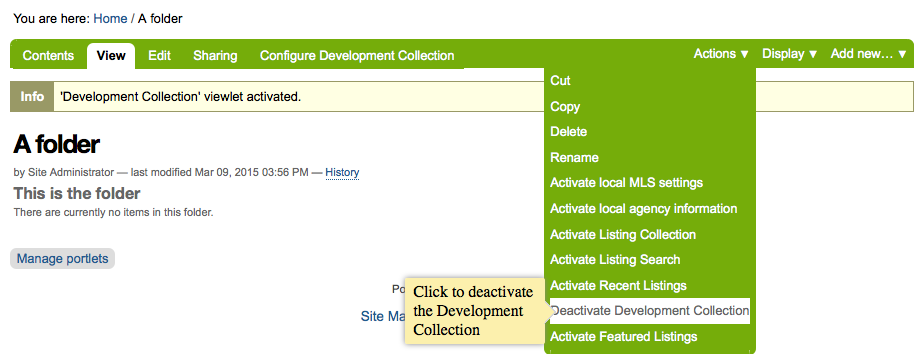 You are here: Home / A folder
Contents View Edit Sharing Configure Development Collection Actions ▼ Display ▼ Add new… ▼
Info 'Development Collection' viewlet activated.
A folder
by Site Administrator — last modified Mar 09, 2015 03:56 PM — History
This is the folder
There are currently no items in this folder.
Manage portlets
Cut
Copy
Delete
Rename
Activate local MLS settings
Activate local agency information
Activate Listing Collection
Activate Listing Search
Activate Recent Listings
Deactivate Development Collection
Activate Featured Listings
Click to deactivate
the Development
Collection
Site